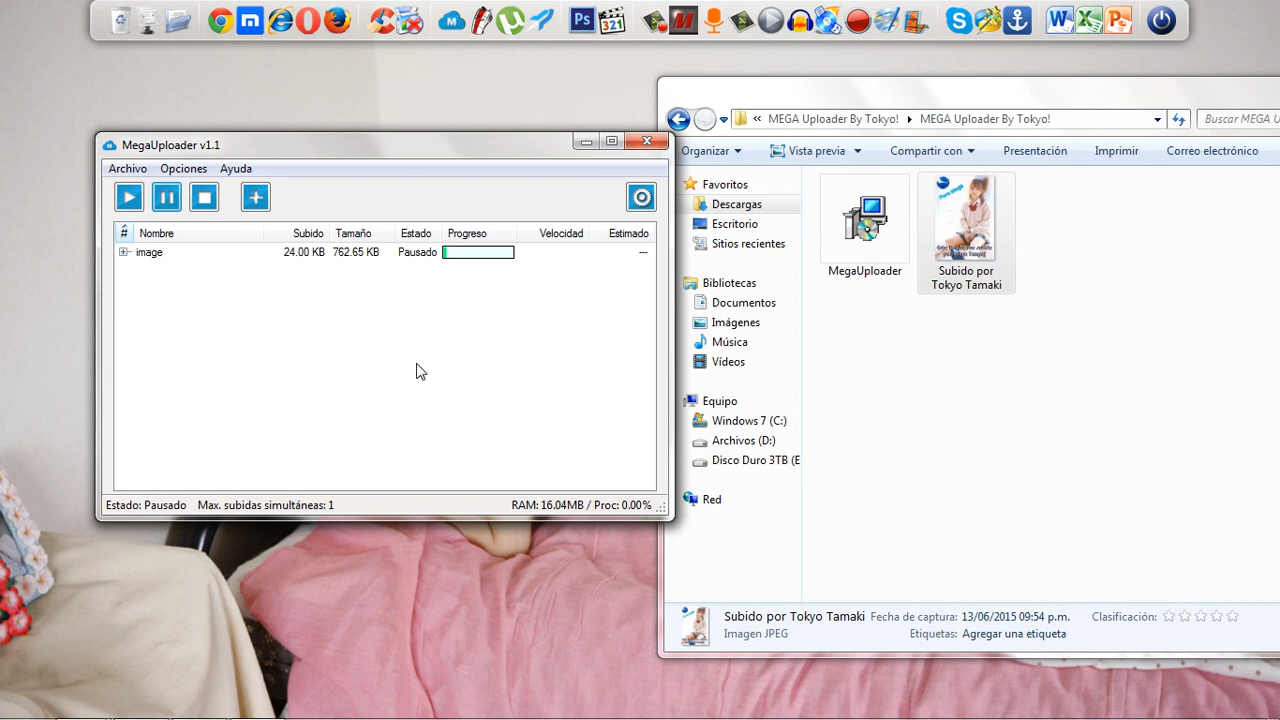 Ps
321
M
S
W
X
P
MegaUploader v1.1
Archivo Opciones Ayuda
# Nombre Subido Tamaño Estado Progreso Velocidad Estimado
image 24.00 KB 762.65 KB Pausado ---
Estado: Pausado Max. subidas simultáneas: 1 RAM: 16.04MB / Proc: 0.00%
« MEGA Uploader By Tokyo! MEGA Uploader By Tokyo! Buscar MEGA U
Organizar Vista previa Compartir con Presentación Imprimir Correo electrónico
Favoritos
Descargas
Escritorio
Sitios recientes
Bibliotecas
Documentos
Imágenes
Música
Vídeos
Equipo
Windows 7 (C:)
Archivos (D:)
Disco Duro 3TB (E
Red
MegaUploader
Subido por
Tokyo Tamaki
Subido por Tokyo Tamaki Fecha de captura: 13/06/2015 09:54 p.m. Clasificación:
Imagen JPEG Etiquetas: Agregar una etiqueta